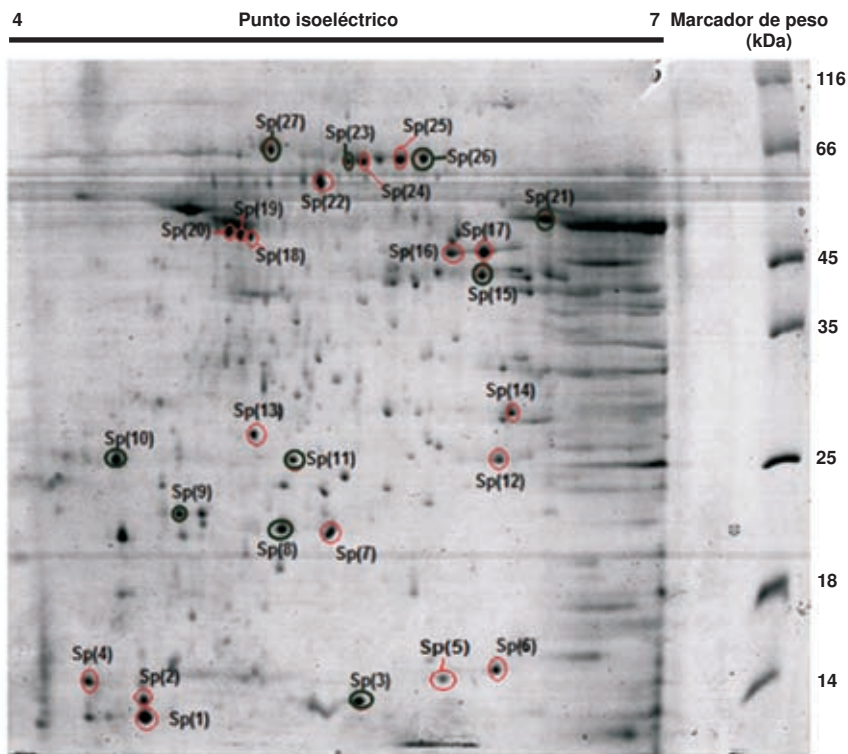 4 Punto isoeléctrico 7 Marcador de peso
(kDa)
116
Sp(27) Sp(23) Sp(25)
66
Sp(26)
Sp(24)
Sp(22)
Sp(21)
Sp(19)
Sp(20) Sp(17)
Sp(16)
Sp(18)
45
Sp(15)
35
Sp(14)
Sp(13)
Sp(10)
Sp(11)
25
Sp(12)
Sp(9)
Sp(8) Sp(7)
18
Sp(5) Sp(6)
Sp(4)
Sp(2) Sp(3)
14
Sp(1)